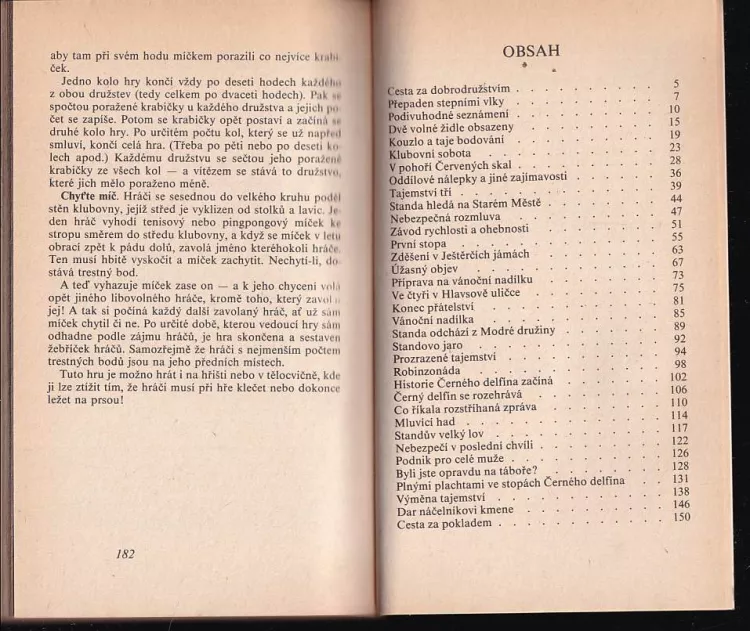 aby tam při svém hodu míčkem porazili co nejvíce krabi-
ček.
Jedno kolo hry končí vždy po deseti hodech každého
z obou družstev (tedy celkem po dvaceti hodech). Pak se
spočtou poražené krabičky u každého družstva a jejich po-
čet se zapíše. Potom se krabičky opět postaví a začíná se
druhé kolo hry. Po určitém počtu kol, který se už napřed
smluví, končí celá hra. (Třeba po pěti nebo po deseti ko-
lech apod.) Každému družstvu se sečtou jeho poražené
krabičky ze všech kol — a vítězem se stává to družstvo,
které jich mělo poraženo méně.
Chyťte míč. Hráči se sesednou do velkého kruhu podél
stěn klubovny, jejíž střed je vyklizen od stolků a lavic. Je-
den hráč vyhodí tenisový nebo pingpongový míček ke
stropu směrem do středu klubovny, a když se míček v letu
obrací zpět k pádu dolů, zavolá jméno kteréhokoli hráče.
Ten musí hbitě vyskočit a míček zachytit. Nechytí-li, do-
stává trestný bod.
A teď vyhazuje míček zase on — a k jeho chycení volá
opět jiného libovolného hráče, kromě toho, který zavolal
jej! A tak si počíná každý další zavolaný hráč, ať už sám
míček chytil či ne. Po určité době, kterou vedoucí hry sám
odhadne podle zájmu hráčů, je hra skončena a sestaven
žebříček hráčů. Samozřejmě že hráči s nejmenším počtem
trestných bodů jsou na jeho předních místech.
Tuto hru je možno hrát i na hřišti nebo v tělocvičně, kde
ji lze ztížit tím, že hráči musí při hře klečet nebo dokonce
ležet na prsou!
182
OBSAH
Cesta za dobrodružstvím . . . . . . . . . 5
Přepaden stepními vlky . . . . . . . . . 7
Podivuhodné seznámení . . . . . . . . . 10
Dvě volné židle obsazeny . . . . . . . . . 15
Kouzlo a taje bodování . . . . . . . . . 19
Klubovní sobota . . . . . . . . . 23
V pohoří Červených skal . . . . . . . . . 28
Oddílové nálepky a jiné zajímavosti . . . . . . . 36
Tajemství tří . . . . . . . . . 39
Standa hledá na Starém Městě . . . . . . . . 44
Nebezpečná rozmluva . . . . . . . . . 47
Závod rychlosti a ohebnosti . . . . . . . . 51
První stopa . . . . . . . . . 55
Zděšení v Ještěrčích jámách . . . . . . . . 63
Úžasný objev . . . . . . . . . 67
Příprava na vánoční nadílku . . . . . . . . 73
Ve čtyři v Hlavsově uličce . . . . . . . . 75
Konec přátelství . . . . . . . . . 81
Vánoční nadílka . . . . . . . . . 85
Standa odchází z Modré družiny . . . . . . . 89
Standovo jaro . . . . . . . . . 92
Prozrazené tajemství . . . . . . . . . 94
Robinzonáda . . . . . . . . . 98
Historie Černého delfína začíná . . . . . . . 102
Černý delfín se rozehrává . . . . . . . . 106
Co říkala rozstříhaná zpráva . . . . . . . . 110
Mluvící had . . . . . . . . . 114
Standův velký lov . . . . . . . . . 117
Nebezpečí v poslední chvíli . . . . . . . . 122
Podnik pro celé muže . . . . . . . . . 126
Byli jste opravdu na táboře? . . . . . . . . 128
Plnými plachtami ve stopách Černého delfína . . 131
Výměna tajemství . . . . . . . . . 138
Dar náčelníkovi kmene . . . . . . . . . 146
Cesta za pokladem . . . . . . . . . 150